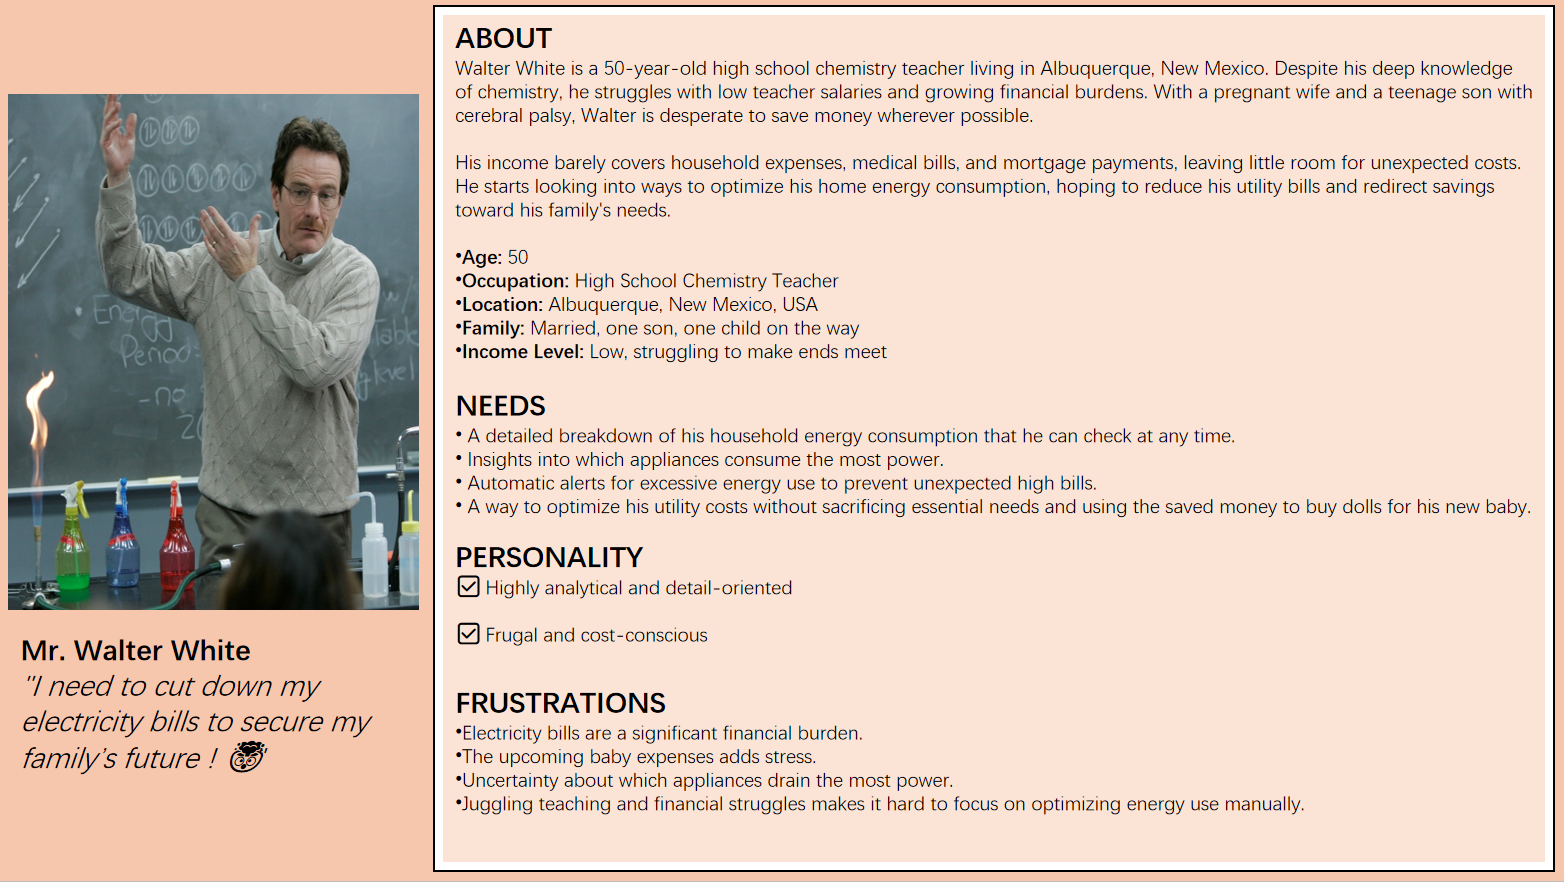 ABOUT
Walter White is a 50-year-old high school chemistry teacher living in Albuquerque, New Mexico. Despite his deep knowledge
of chemistry, he struggles with low teacher salaries and growing financial burdens. With a pregnant wife and a teenage son with
cerebral palsy, Walter is desperate to save money wherever possible.
His income barely covers household expenses, medical bills, and mortgage payments, leaving little room for unexpected costs.
He starts looking into ways to optimize his home energy consumption, hoping to reduce his utility bills and redirect savings
toward his family's needs.
•Age: 50
•Occupation: High School Chemistry Teacher
•Location: Albuquerque, New Mexico, USA
•Family: Married, one son, one child on the way
•Income Level: Low, struggling to make ends meet
NEEDS
• A detailed breakdown of his household energy consumption that he can check at any time.
• Insights into which appliances consume the most power.
• Automatic alerts for excessive energy use to prevent unexpected high bills.
• A way to optimize his utility costs without sacrificing essential needs and using the saved money to buy dolls for his new baby.
PERSONALITY
Highly analytical and detail-oriented
Frugal and cost-conscious
FRUSTRATIONS
•Electricity bills are a significant financial burden.
•The upcoming baby expenses adds stress.
•Uncertainty about which appliances drain the most power.
•Juggling teaching and financial struggles makes it hard to focus on optimizing energy use manually.
Energy
Period-
-no
Table
level
Mr. Walter White
"I need to cut down my
electricity bills to secure my
family's future ! "